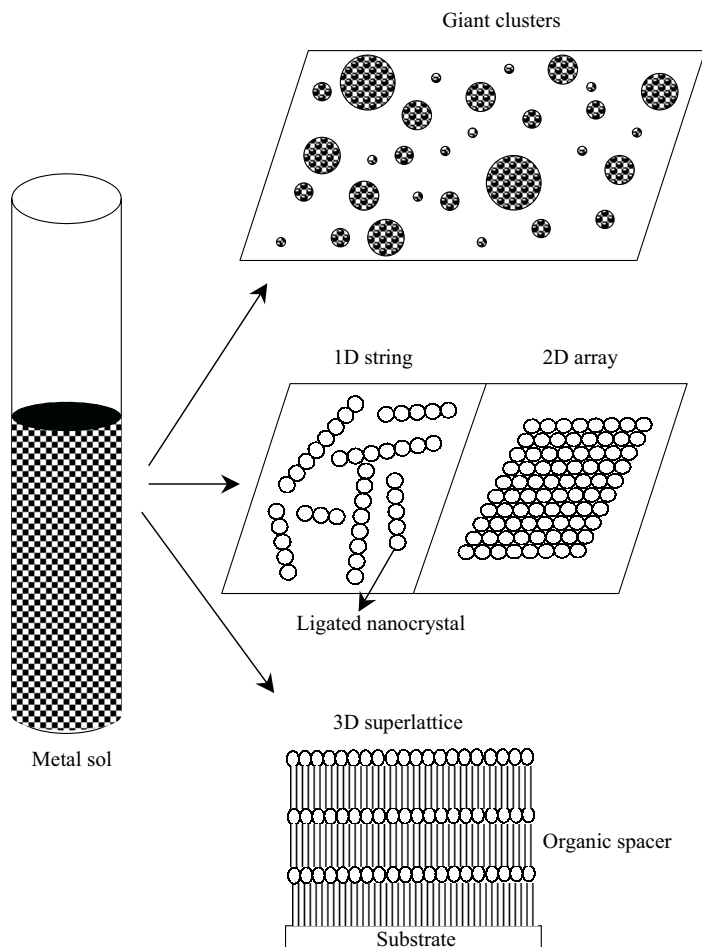 Giant clusters
1D string
2D array
Ligated nanocrystal
Metal sol
3D superlattice
Organic spacer
Substrate